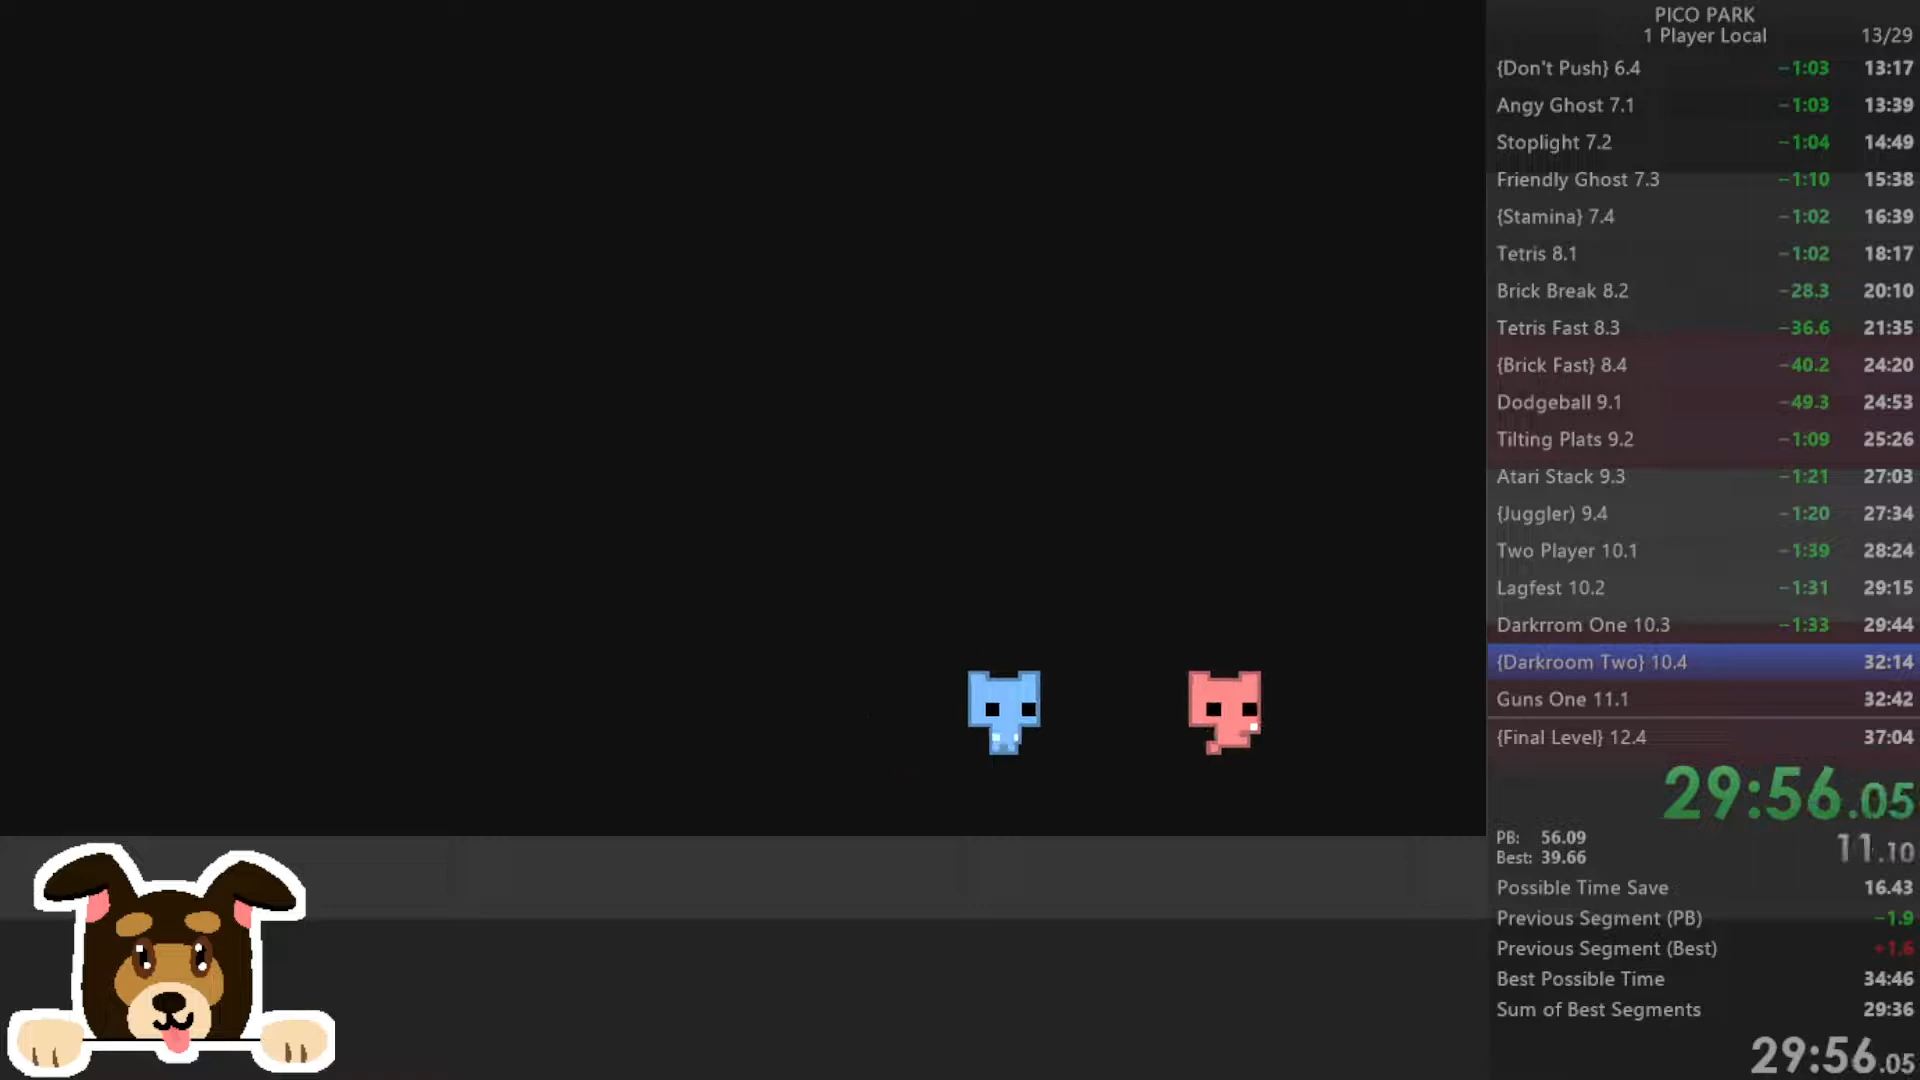 PICO PARK
1 Player Local 13/29
{Don't Push} 6.4 -1:03 13:17
Angy Ghost 7.1 -1:03 13:39
Stoplight 7.2 -1:04 14:49
Friendly Ghost 7.3 -1:10 15:38
{Stamina} 7.4 -1:02 16:39
Tetris 8.1 -1:02 18:17
Brick Break 8.2 -28.3 20:10
Tetris Fast 8.3 -36.6 21:35
{Brick Fast} 8.4 -40.2 24:20
Dodgeball 9.1 -49.3 24:53
Tilting Plats 9.2 -1:09 25:26
Atari Stack 9.3 -1:21 27:03
{Juggler) 9.4 -1:20 27:34
Two Player 10.1 -1:39 28:24
Lagfest 10.2 -1:31 29:15
Darkrrom One 10.3 -1:33 29:44
{Darkroom Two} 10.4 32:14
Guns One 11.1 32:42
{Final Level} 12.4 37:04
29:56.05
PB: 56.09
Best: 39.66 11.10
Possible Time Save 16.43
Previous Segment (PB) -1.9
Previous Segment (Best) +1.6
Best Possible Time 34:46
Sum of Best Segments 29:36
29:56.05